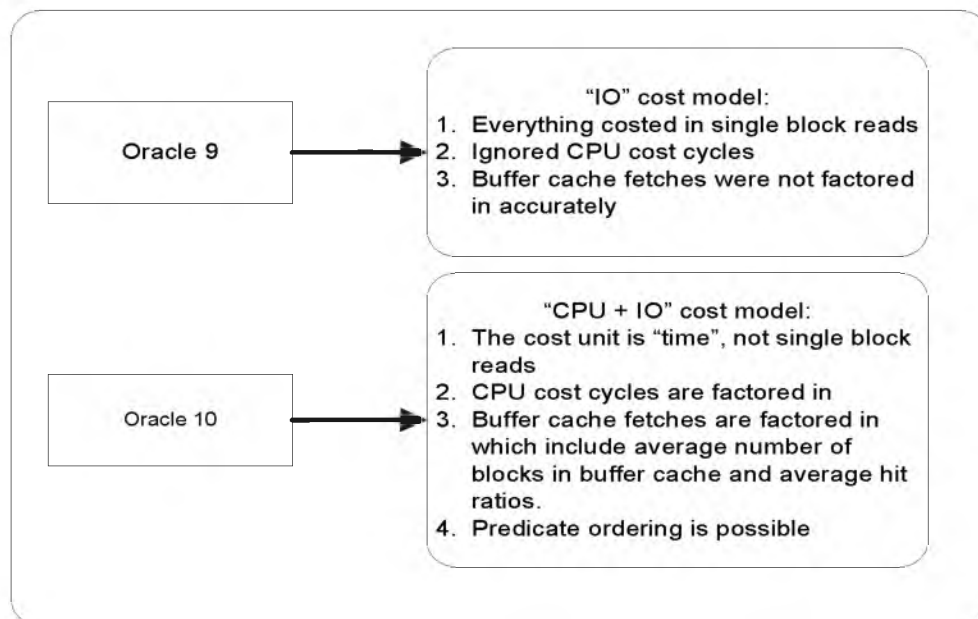 Oracle 9
“IO” cost model:
1. Everything costed in single block reads
2. Ignored CPU cost cycles
3. Buffer cache fetches were not factored
in accurately
Oracle 10
“CPU + IO” cost model:
1. The cost unit is “time”, not single block
reads
2. CPU cost cycles are factored in
3. Buffer cache fetches are factored in
which include average number of
blocks in buffer cache and average hit
ratios.
4. Predicate ordering is possible